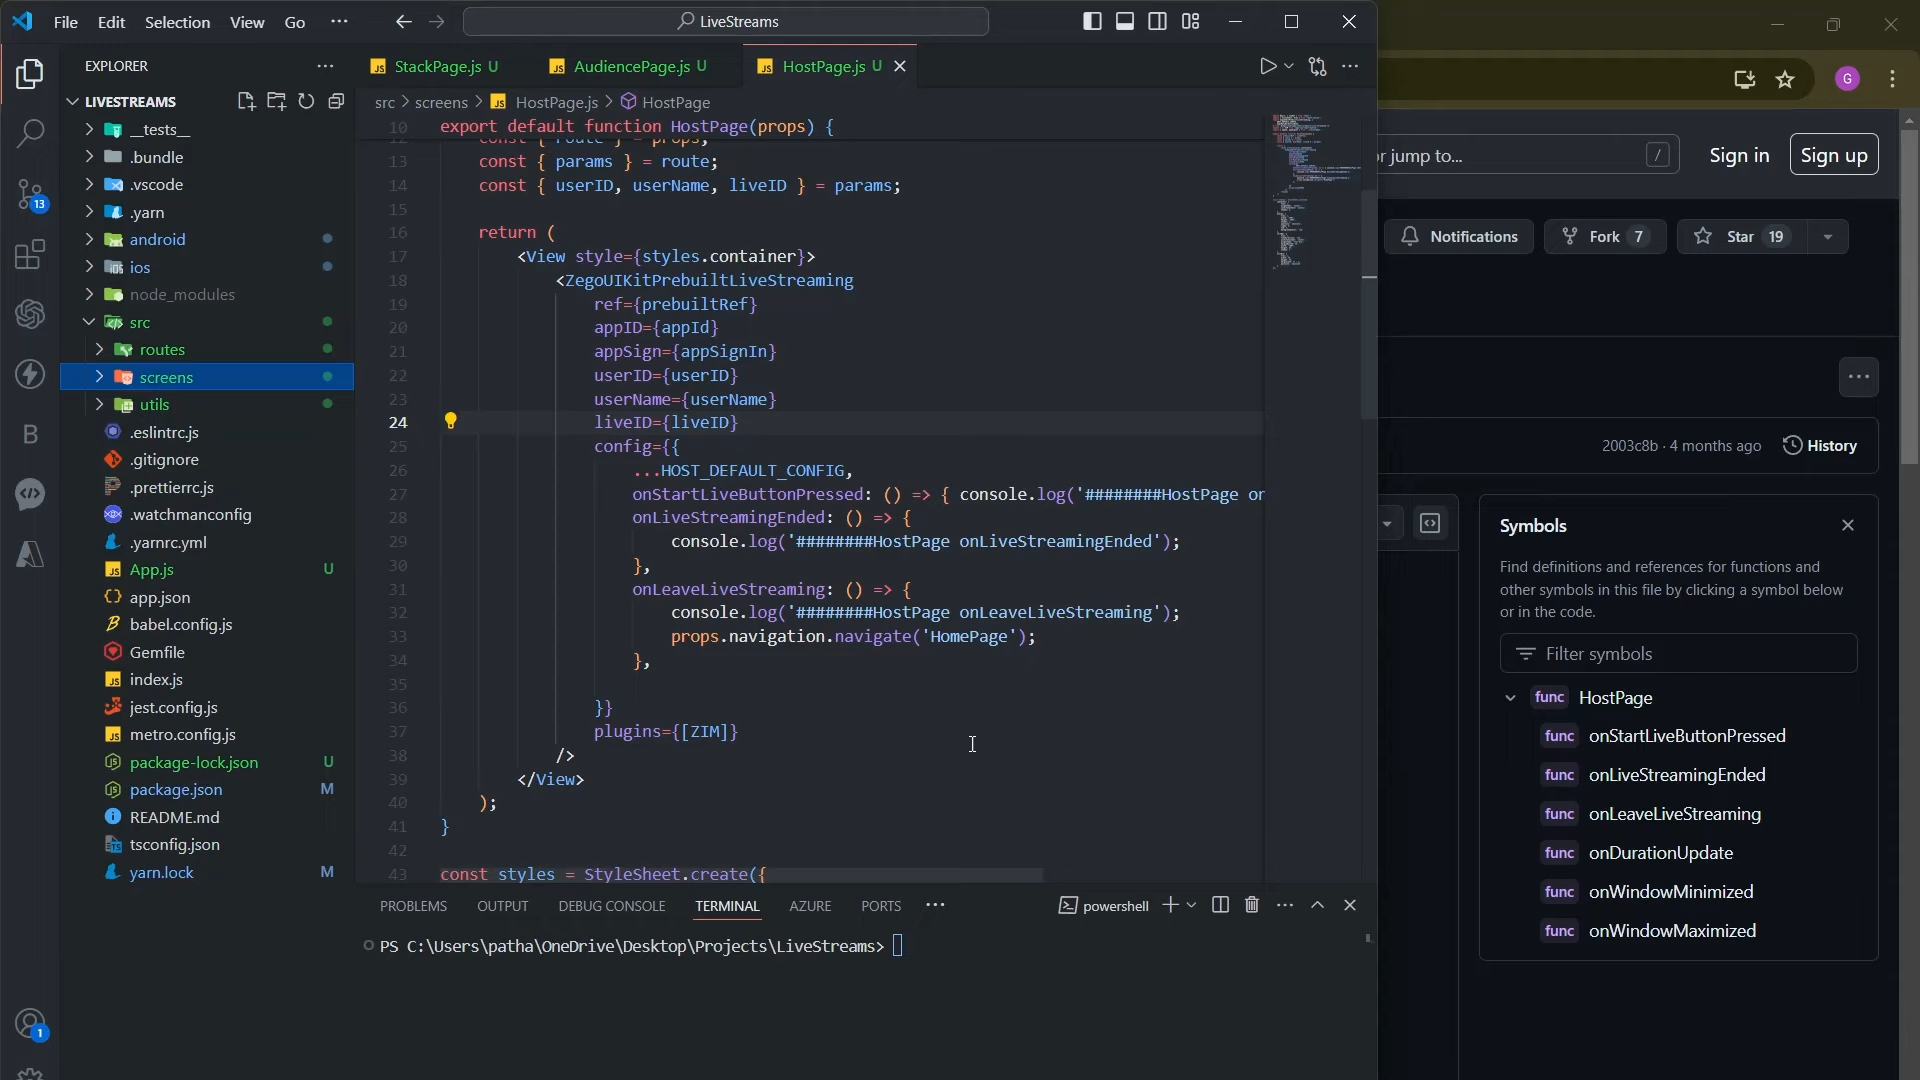 File Edit Selection View Go ··· LiveStreams
EXPLORER ···
LIVESTREAMS
__tests__
.bundle
.vscode
.yarn
android
ios
node_modules
src
routes
screens
utils
.eslintrc.js
.gitignore
.prettierrc.js
.watchmanconfig
.yarnrc.yml
App.js U
app.json
babel.config.js
Gemfile
index.js
jest.config.js
metro.config.js
package-lock.json U
package.json M
README.md
tsconfig.json
yarn.lock M
13
B
1
StackPage.js U AudiencePage.js U HostPage.js U
src > screens > HostPage.js > HostPage
10 export default function HostPage(props) {
12 const { route } = props;
13 const { params } = route;
14 const { userID, userName, liveID } = params;
15
16 return (
17 <View style={styles.container}>
18 <ZegoUIKitPrebuiltLiveStreaming
19 ref={prebuiltRef}
20 appID={appId}
21 appSign={appSignIn}
22 userID={userID}
23 userName={userName}
24 liveID={liveID}
25 config={{
26 ...HOST_DEFAULT_CONFIG,
27 onStartLiveButtonPressed: () => { console.log('########HostPage or
28 onLiveStreamingEnded: () => {
29 console.log('########HostPage onLiveStreamingEnded');
30 },
31 onLeaveLiveStreaming: () => {
32 console.log('########HostPage onLeaveLiveStreaming');
33 props.navigation.navigate('HomePage');
34 },
35
36 }}
37 plugins={[ZIM]}
38 />
39 </View>
40 );
41 }
42
43 const styles = StyleSheet.create({
PROBLEMS OUTPUT DEBUG CONSOLE TERMINAL AZURE PORTS ··· powershell
PS C:\Users\patha\OneDrive\Desktop\Projects\LiveStreams>
G
or jump to... / Sign in Sign up
Notifications Fork 7 Star 19
2003c8b · 4 months ago History
Symbols
Find definitions and references for functions and
other symbols in this file by clicking a symbol below
or in the code.
Filter symbols
func HostPage
func onStartLiveButtonPressed
func onLiveStreamingEnded
func onLeaveLiveStreaming
func onDurationUpdate
func onWindowMinimized
func onWindowMaximized